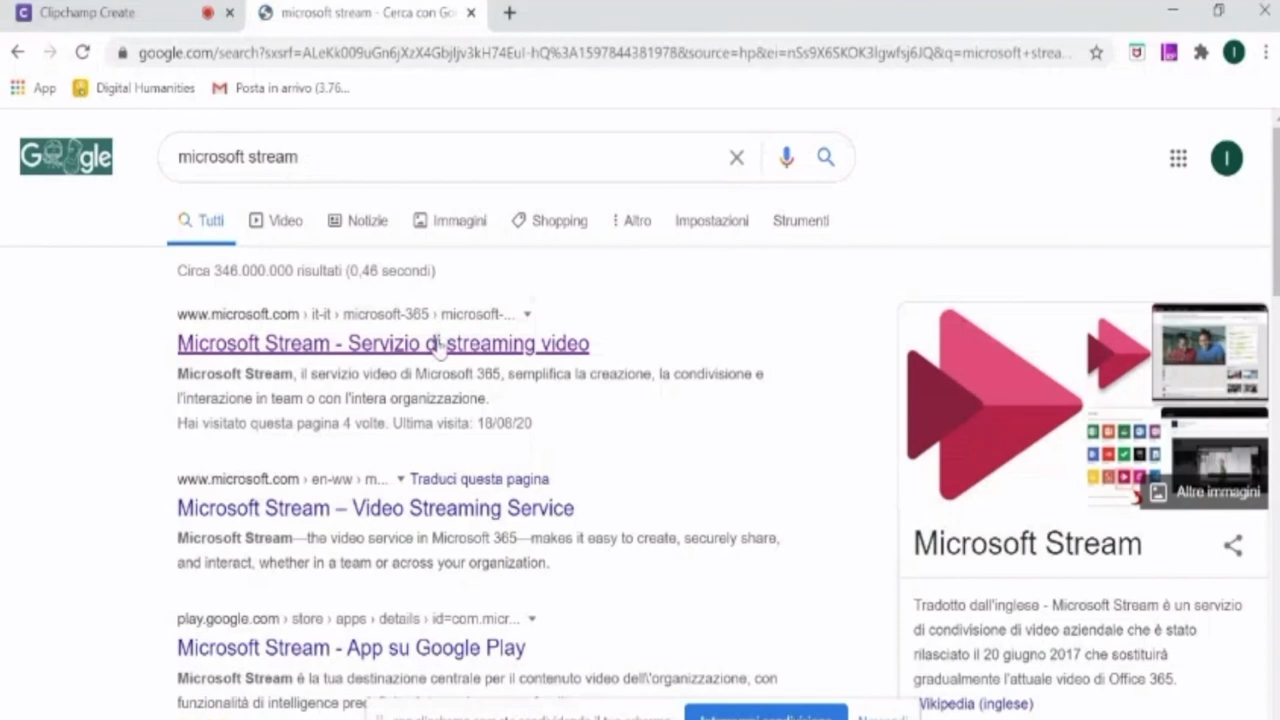 Clipchamp Create
microsoft stream - Cerca con Go
google.com/search?sxsrf=ALeKk009uGn6jXzX4Gbjljv3kH74EuI-hQ%3A1597844381978&source=hp&ei=nSs9X6SKOK3lgwfsj6JQ&q=microsoft+strea...
App
Digital Humanities
Posta in arrivo (3.76...
Google
microsoft stream
I
Tutti
Video
Notizie
Immagini
Shopping
Altro
Impostazioni
Strumenti
Circa 346.000.000 risultati (0,46 secondi)
www.microsoft.com › it-it › microsoft-365 › microsoft-...
Microsoft Stream - Servizio di streaming video
Microsoft Stream, il servizio video di Microsoft 365, semplifica la creazione, la condivisione e
l'interazione in team o con l'intera organizzazione.
Hai visitato questa pagina 4 volte. Ultima visita: 18/08/20
www.microsoft.com › en-ww › m... Traduci questa pagina
Microsoft Stream – Video Streaming Service
Microsoft Stream—the video service in Microsoft 365—makes it easy to create, securely share,
and interact, whether in a team or across your organization.
play.google.com › store › apps › details › id=com.micr...
Microsoft Stream - App su Google Play
Microsoft Stream è la tua destinazione centrale per il contenuto video dell\'organizzazione, con
funzionalità di intelligence
Altre immagini
Microsoft Stream
Tradotto dall'inglese - Microsoft Stream è un servizio
di condivisione di video aziendale che è stato
rilasciato il 20 giugno 2017 che sostituirà
gradualmente l'attuale video di Office 365.
Wikipedia (inglese)